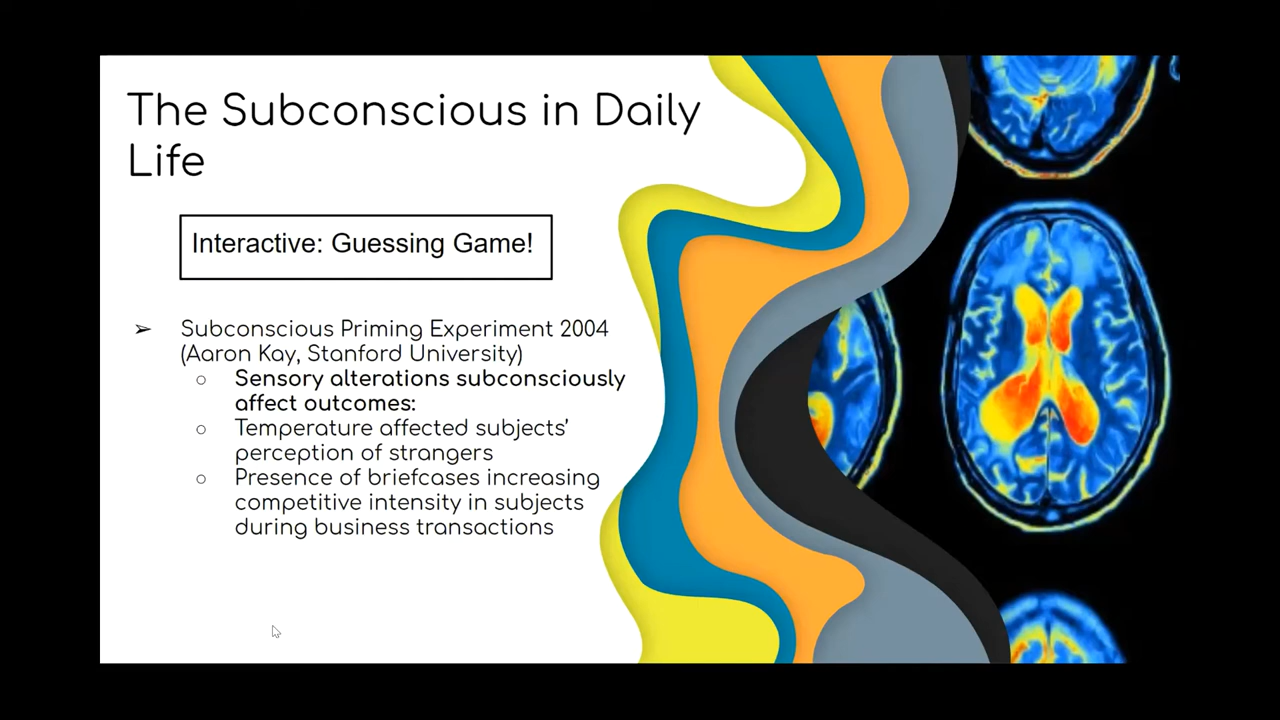 The Subconscious in Daily
Life
Interactive: Guessing Game!
➢ Subconscious Priming Experiment 2004
(Aaron Kay, Stanford University)
○ Sensory alterations subconsciously
affect outcomes:
○ Temperature affected subjects’
perception of strangers
○ Presence of briefcases increasing
competitive intensity in subjects
during business transactions